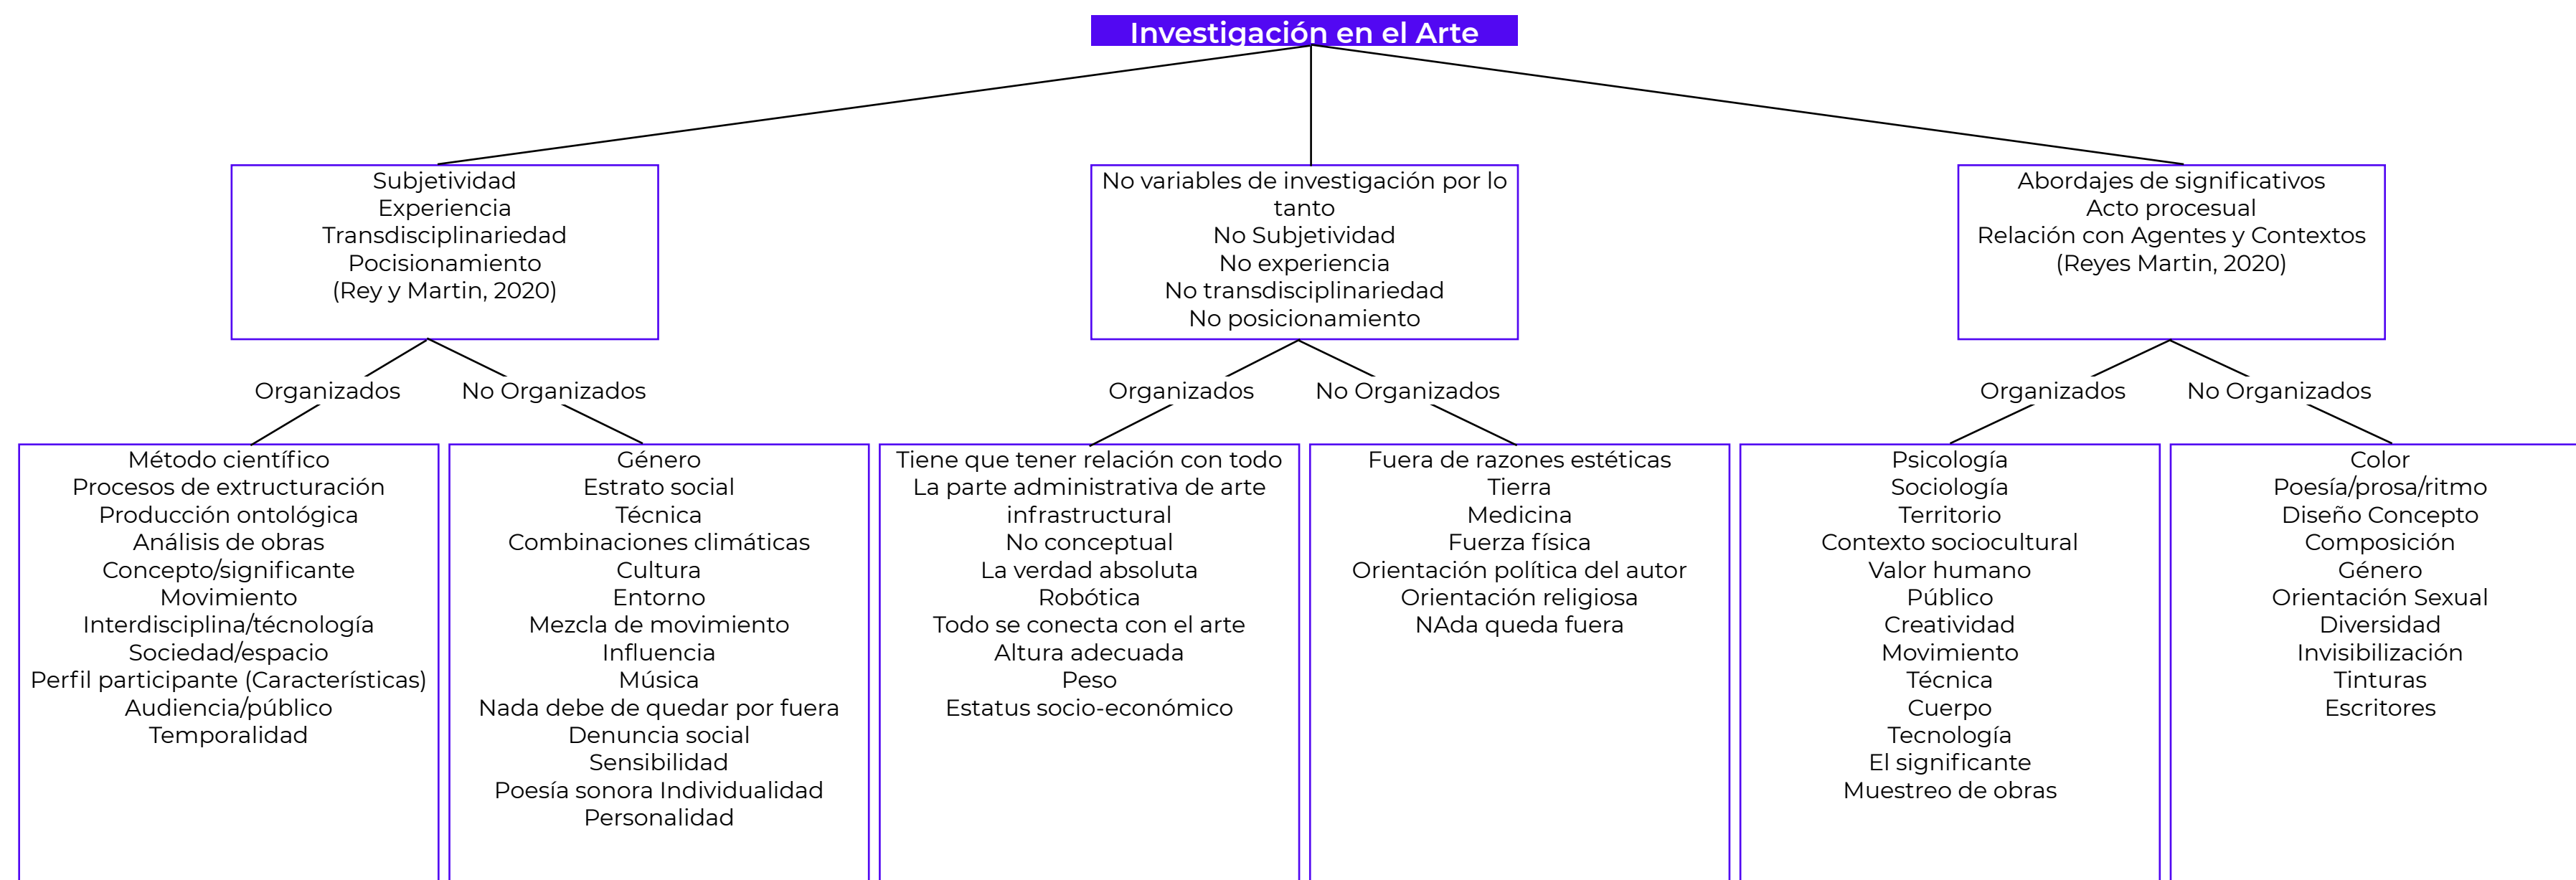 Investigación en el Arte
Subjetividad
Experiencia
Transdisciplinariedad
Pocisionamiento
(Rey y Martin, 2020)
No variables de investigación por lo
tanto
No Subjetividad
No experiencia
No transdisciplinariedad
No posicionamiento
Abordajes de significativos
Acto procesual
Relación con Agentes y Contextos
(Reyes Martin, 2020)
Organizados
No Organizados
Organizados
No Organizados
Organizados
No Organizados
Método científico
Procesos de extructuración
Producción ontológica
Análisis de obras
Concepto/significante
Movimiento
Interdisciplina/técnología
Sociedad/espacio
Perfil participante (Características)
Audiencia/público
Temporalidad
Género
Estrato social
Técnica
Combinaciones climáticas
Cultura
Entorno
Mezcla de movimiento
Influencia
Música
Nada debe de quedar por fuera
Denuncia social
Sensibilidad
Poesía sonora Individualidad
Personalidad
Tiene que tener relación con todo
La parte administrativa de arte
infrastructural
No conceptual
La verdad absoluta
Robótica
Todo se conecta con el arte
Altura adecuada
Peso
Estatus socio-económico
Fuera de razones estéticas
Tierra
Medicina
Fuerza física
Orientación política del autor
Orientación religiosa
NAda queda fuera
Psicología
Sociología
Territorio
Contexto sociocultural
Valor humano
Público
Creatividad
Movimiento
Técnica
Cuerpo
Tecnología
El significante
Muestreo de obras
Color
Poesía/prosa/ritmo
Diseño Concepto
Composición
Género
Orientación Sexual
Diversidad
Invisibilización
Tinturas
Escritores